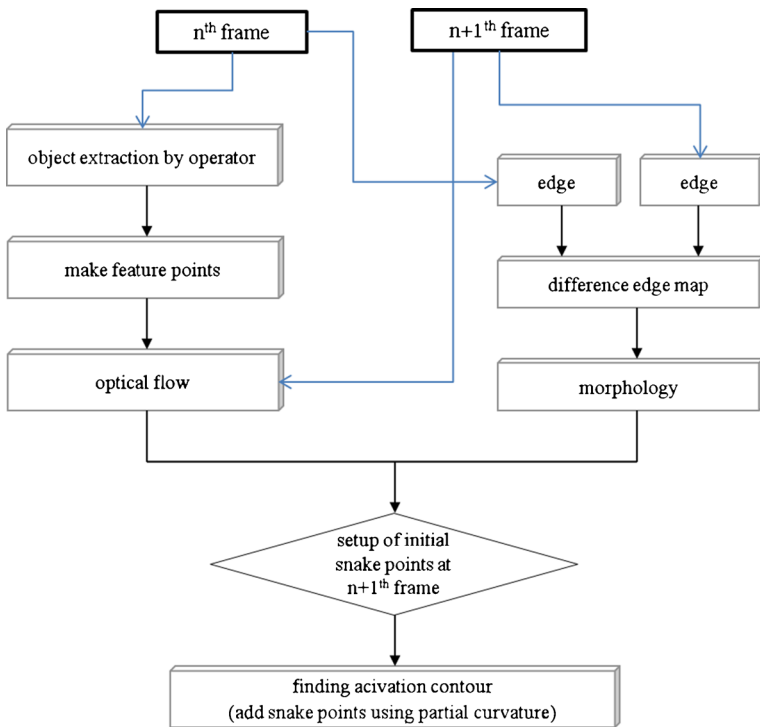 nth frame
n+1th frame
object extraction by operator
edge
edge
make feature points
difference edge map
optical flow
morphology
setup of initial
snake points at
n+1th frame
finding acivation contour
(add snake points using partial curvature)